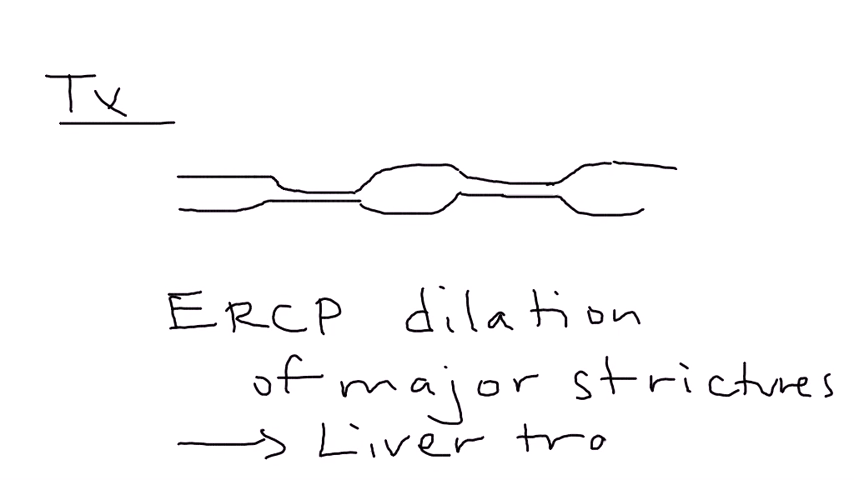 Tx
ERCP dilation
of major strictures
→ Liver tra